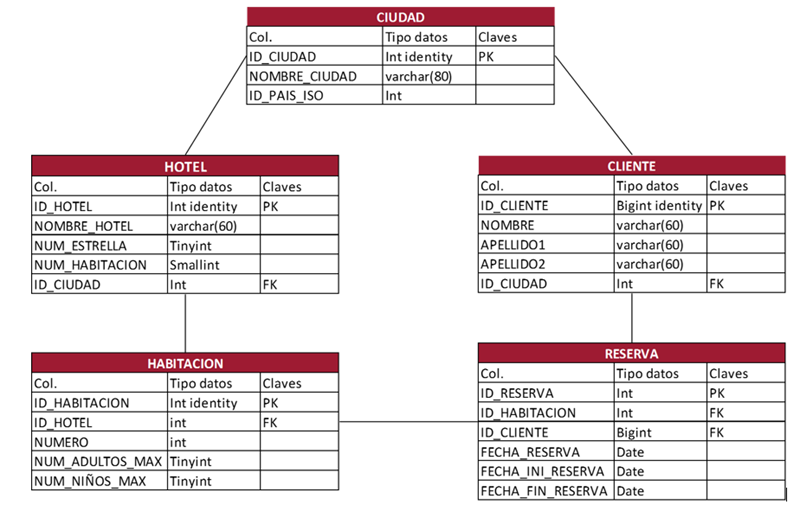 CIUDAD
Col. Tipo datos Claves
ID_CIUDAD Int identity PK
NOMBRE_CIUDAD varchar(80)
ID_PAIS_ISO Int
HOTEL
Col. Tipo datos Claves
ID_HOTEL Int identity PK
NOMBRE_HOTEL varchar(60)
NUM_ESTRELLA Tinyint
NUM_HABITACION Smallint
ID_CIUDAD Int FK
CLIENTE
Col. Tipo datos Claves
ID_CLIENTE Bigint identity PK
NOMBRE varchar(60)
APELLIDO1 varchar(60)
APELLIDO2 varchar(60)
ID_CIUDAD Int FK
HABITACION
Col. Tipo datos Claves
ID_HABITACION Int identity PK
ID_HOTEL int FK
NUMERO int
NUM_ADULTOS_MAX Tinyint
NUM_NIÑOS_MAX Tinyint
RESERVA
Col. Tipo datos Claves
ID_RESERVA Int PK
ID_HABITACION Int FK
ID_CLIENTE Bigint FK
FECHA_RESERVA Date
FECHA_INI_RESERVA Date
FECHA_FIN_RESERVA Date